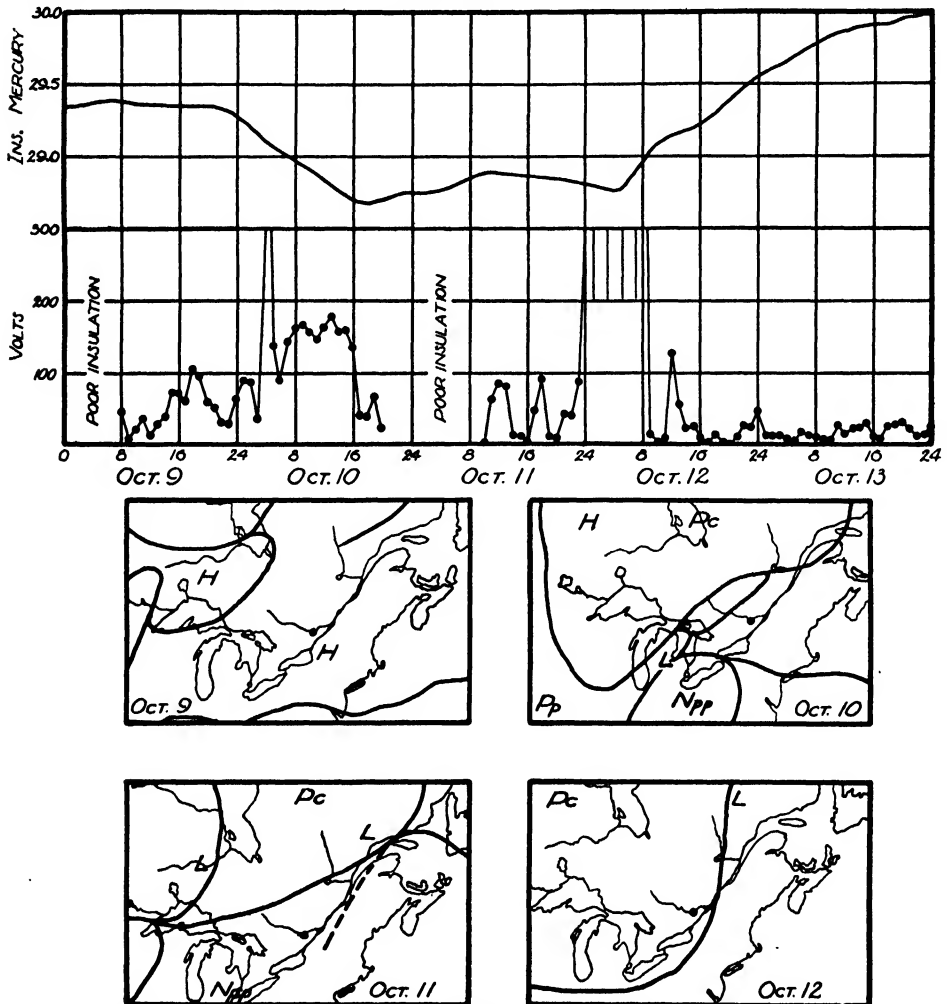 30.0
29.5
29.0
INS. MERCURY
300
200
100
VOLTS
POOR INSULATION
POOR INSULATION
0 8 16 24 8 16 24 8 16 24 8 16 24 8 16 24
OCT. 9 OCT. 10 OCT. 11 OCT. 12 OCT. 13
H
H
OCT. 9
H Pc
L
Pp Npp OCT. 10
Pc
L
L
Npp OCT. 11
Pc L
OCT. 12